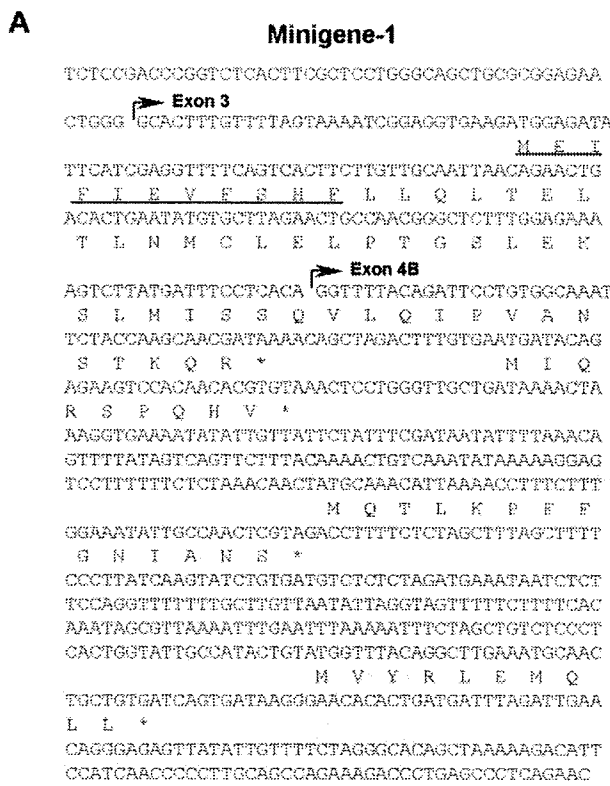 A
Minigene-1
TCTCCGACCCGGTCTCACTTCGCTCCTGGGCAGCTGCGCGGAGAA
Exon 3
CTGGG GCACTTTGTTTTAGTAAAATCGGAGGTGAAGATGGAGATA
M E I
TTCATCGAGGTTTTCAGTCACTTCTTGTTGCAATTAACAGAACTG
F I E V F S H F L L Q L T E L
ACACTGAATATGTGCTTAGAACTGCCAACGGGCTCTTTGGAGAAA
T L N M C L E L P T G S L E K
Exon 4B
AGTCTTATGATTTCCTCACA GGTTTTACAGATTCCTGTGGCAAAT
S L M I S S Q V L Q I P V A N
TCTACCAAGCAACGATAAAACAGCTAGACTTTGTGAATGATACAG
S T K Q R * M I Q
AGAAGTCCACAACACGTGTAAACTCCTGGGTTGCTGATAAAACTA
R S P Q H V *
AAGGTGAAAATATATTGTTATTCTATTTCGATAATATTTTAAACA
GTTTTATAGTCAGTTCTTTACAAAACTGTCAAATATAAAAAGGAG
TCCTTTTTTCTCTAAACAACTATGCAAACATTAAAACCTTTCTTT
M Q T L K P F F
GGAAATATTGCCAACTCGTAGACCTTTTCTCTAGCTTTAGCTTTT
G N I A N S *
CCCTTATCAAGTATCTGTGATGTCTCTCTAGATGAAATAATCTCT
TCCAGGTTTTTTTGCTTGTTAATATTAGGTAGTTTTTCTTTTCAC
AAATAGCGTTAAAATTTGAATTTAAAAATTTCTAGCTGTCTCCCT
CACTGGTATTGCCATACTGTATGGTTTACAGGCTTGAAATGCAAC
M V Y R L E M Q
TGCTGTGATCAGTGATAAGGGAACACACTGATGATTTAGATTGAA
L L *
CAGGGAGAGTTATATTGTTTTCTAGGGCACAGCTAAAAAGACATT
CCATCAACCCCCTTGCAGCCAGAAAGACCCTGAGCCCTCAGAAC